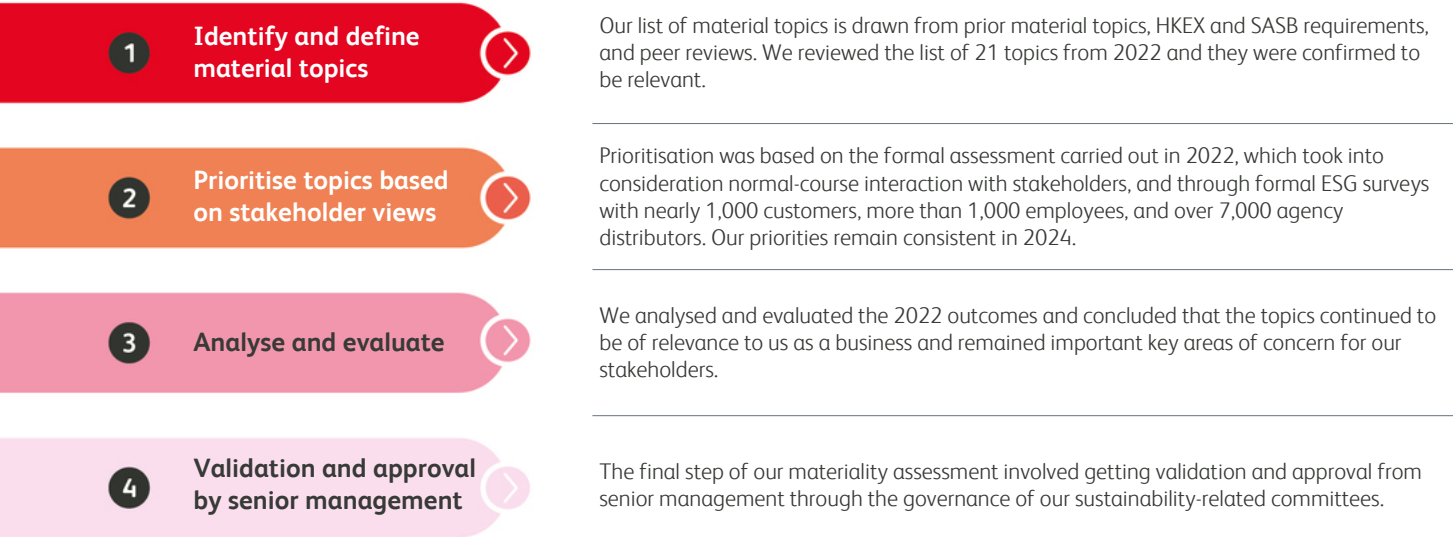 1
Identify and define
material topics
Our list of material topics is drawn from prior material topics, HKEX and SASB requirements,
and peer reviews. We reviewed the list of 21 topics from 2022 and they were confirmed to
be relevant.
2
Prioritise topics based
on stakeholder views
Prioritisation was based on the formal assessment carried out in 2022, which took into
consideration normal-course interaction with stakeholders, and through formal ESG surveys
with nearly 1,000 customers, more than 1,000 employees, and over 7,000 agency
distributors. Our priorities remain consistent in 2024.
3
Analyse and evaluate
We analysed and evaluated the 2022 outcomes and concluded that the topics continued to
be of relevance to us as a business and remained important key areas of concern for our
stakeholders.
4
Validation and approval
by senior management
The final step of our materiality assessment involved getting validation and approval from
senior management through the governance of our sustainability-related committees.